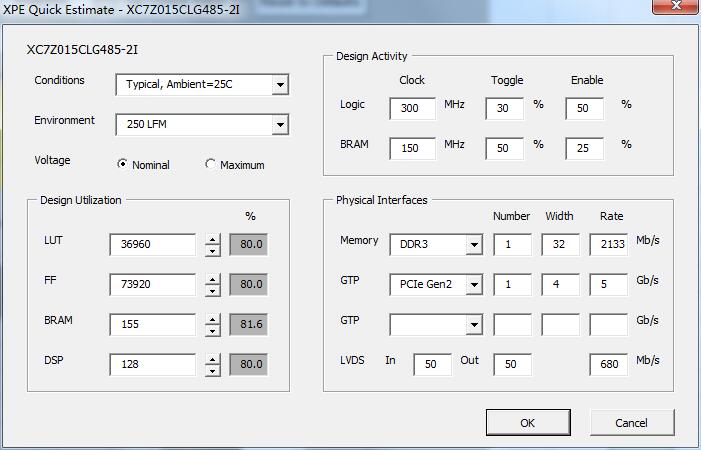 XPE Quick Estimate - XC7Z015CLG485-2I
XC7Z015CLG485-2I
Conditions Typical, Ambient=25C
Environment 250 LFM
Voltage Nominal Maximum
Design Utilization
%
LUT 36960 80.0
FF 73920 80.0
BRAM 155 81.6
DSP 128 80.0
Design Activity
Clock Toggle Enable
Logic 300 MHz 30 % 50 %
BRAM 150 MHz 50 % 25 %
Physical Interfaces
Number Width Rate
Memory DDR3 1 32 2133 Mb/s
GTP PCIe Gen2 1 4 5 Gb/s
GTP Gb/s
LVDS In 50 Out 50 680 Mb/s
OK Cancel